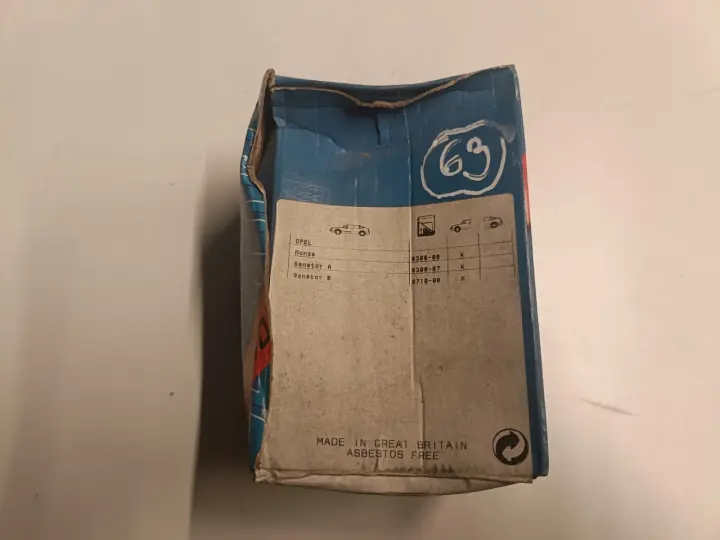 63
OPEL
Monza X
Senator A X
Senator B X
MADE IN GREAT BRITAIN
ASBESTOS FREE